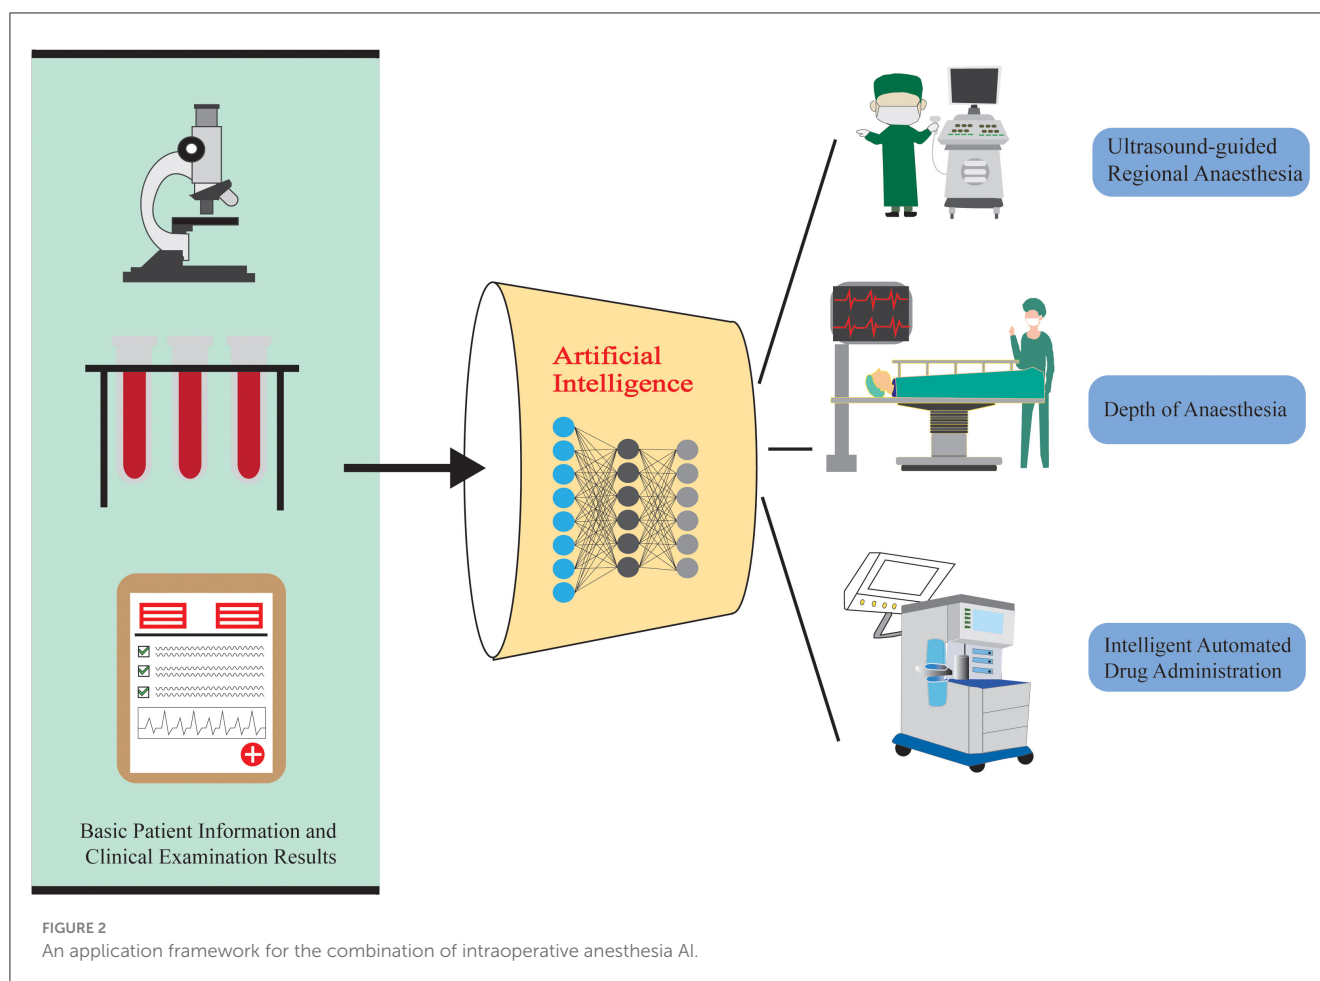 Artificial
Intelligence
Ultrasound-guided
Regional Anaesthesia
Depth of Anaesthesia
Intelligent Automated
Drug Administration
Basic Patient Information and
Clinical Examination Results
FIGURE 2
An application framework for the combination of intraoperative anesthesia AI.